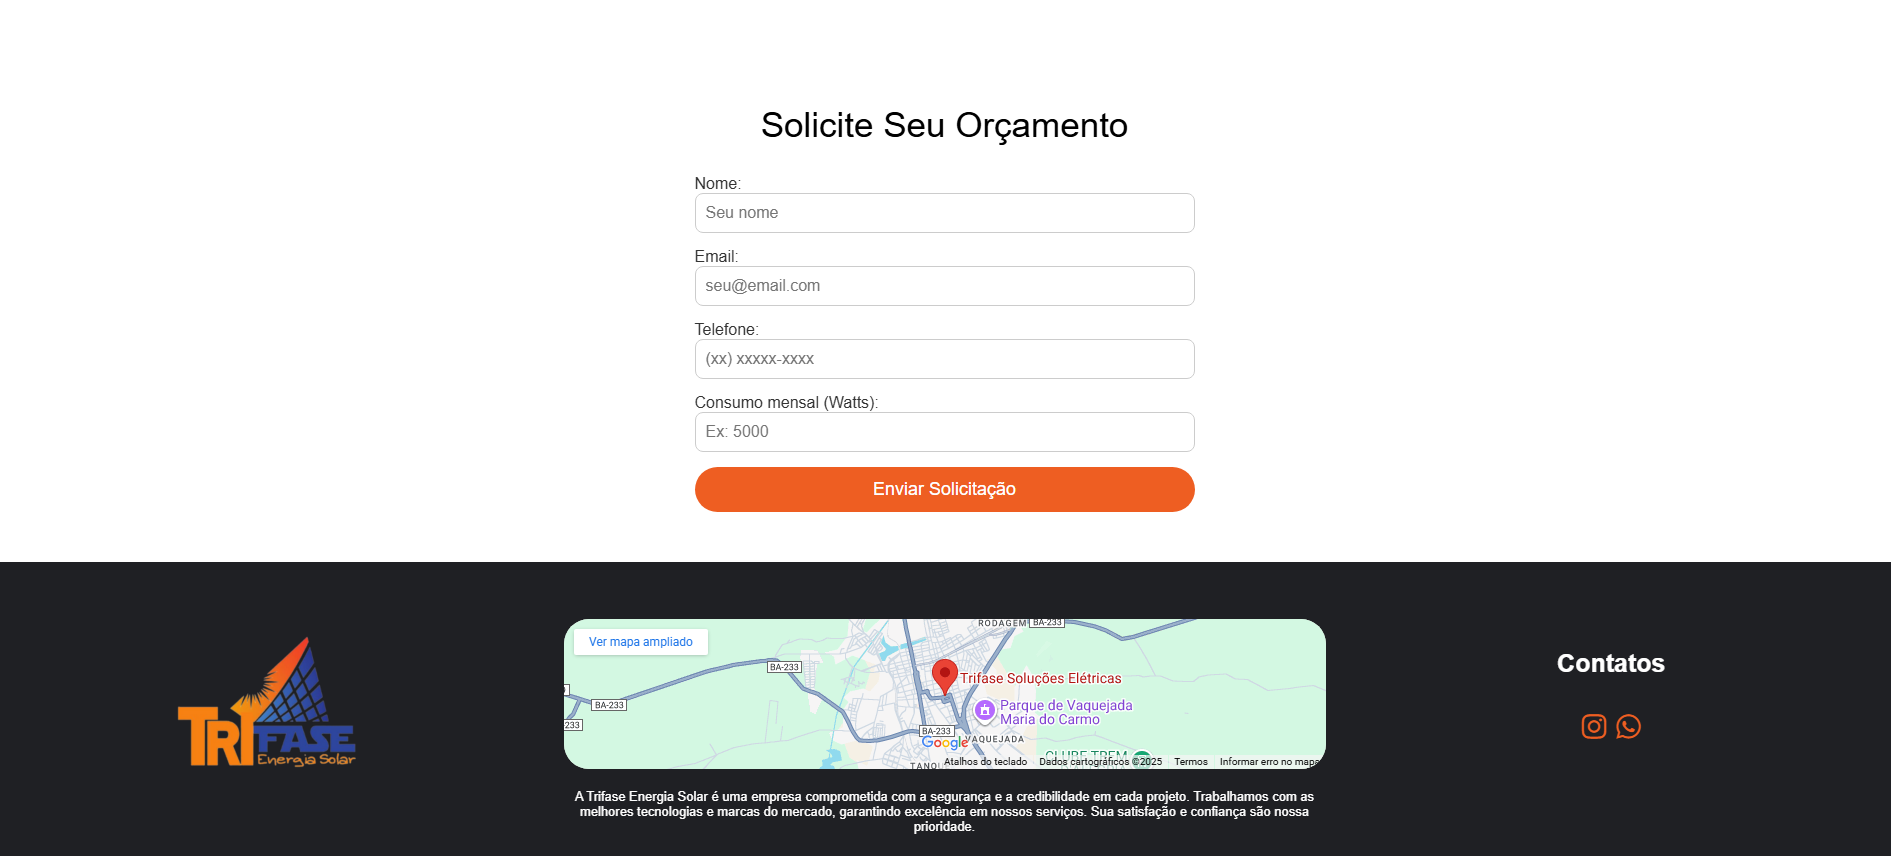 Solicite Seu Orçamento
Nome:
Seu nome
Email:
seu@email.com
Telefone:
(xx) xxxxx-xxxx
Consumo mensal (Watts):
Ex: 5000
Enviar Solicitação
TRIFASE
Energia Solar
Ver mapa ampliado
RODAGEM
BA-233
BA-233
BA-233
233
BA-233
Trifase Soluções Elétricas
Parque de Vaquejada
Maria do Carmo
VAQUEJADA
Google
CLUBE TREM
TANQU
Atalhos do teclado
Dados cartográficos ©2025
Termos
Informar erro no mapa
A Trifase Energia Solar é uma empresa comprometida com a segurança e a credibilidade em cada projeto. Trabalhamos com as
melhores tecnologias e marcas do mercado, garantindo excelência em nossos serviços. Sua satisfação e confiança são nossa
prioridade.
Contatos